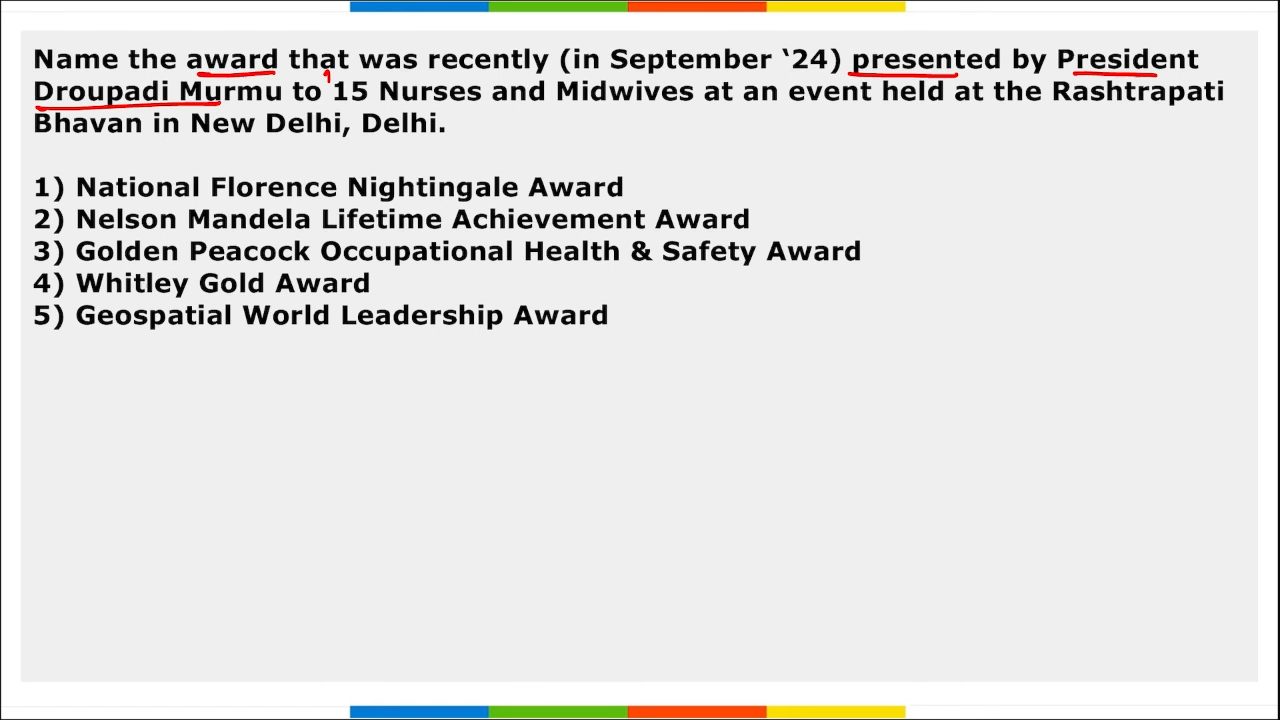 Name the award that was recently (in September ‘24) presented by President
Droupadi Murmu to 15 Nurses and Midwives at an event held at the Rashtrapati
Bhavan in New Delhi, Delhi.
1) National Florence Nightingale Award
2) Nelson Mandela Lifetime Achievement Award
3) Golden Peacock Occupational Health & Safety Award
4) Whitley Gold Award
5) Geospatial World Leadership Award